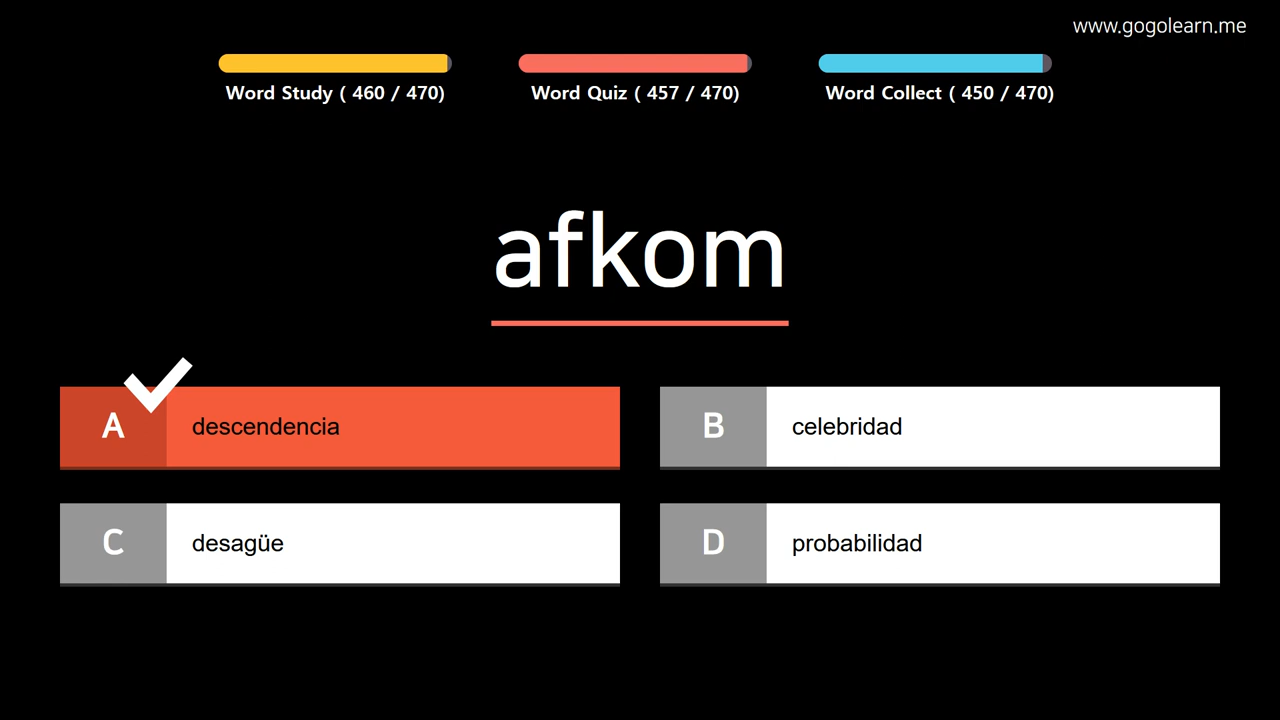 www.gogolearn.me
Word Study ( 460 / 470)
Word Quiz ( 457 / 470)
Word Collect ( 450 / 470)
afkom
A descendencia
B celebridad
C desagüe
D probabilidad